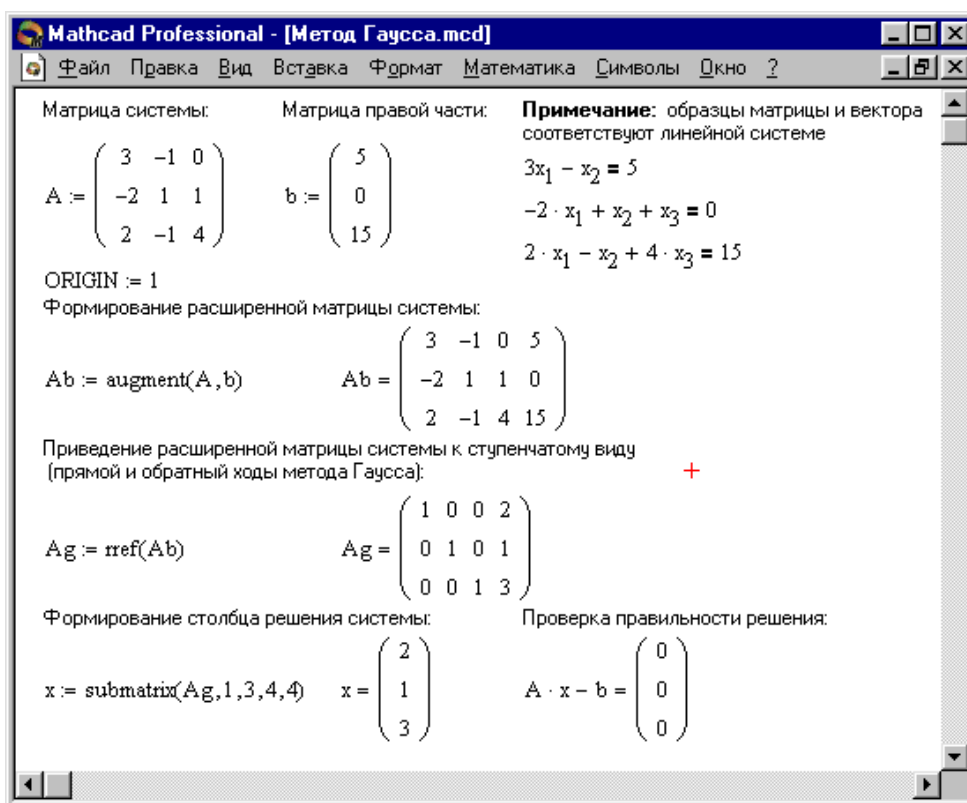 Mathcad Professional - [Метод Гаусса.mcd]
Файл Правка Вид Вставка Формат Математика Символы Окно ?
Матрица системы: Матрица правой части: Примечание: образцы матрицы и вектора
соответствуют линейной системе
A := ( 3 −1 0 ) b := ( 5 ) 3x₁ − x₂ = 5
( −2 1 1 ) ( 0 ) −2 · x₁ + x₂ + x₃ = 0
( 2 −1 4 ) ( 15 ) 2 · x₁ − x₂ + 4 · x₃ = 15
ORIGIN := 1
Формирование расширенной матрицы системы:
( 3 −1 0 5 )
Ab := augment(A,b) Ab = ( −2 1 1 0 )
( 2 −1 4 15 )
Приведение расширенной матрицы системы к ступенчатому виду
(прямой и обратный ходы метода Гаусса):
( 1 0 0 2 )
Ag := rref(Ab) Ag = ( 0 1 0 1 )
( 0 0 1 3 )
Формирование столбца решения системы: Проверка правильности решения:
( 2 ) ( 0 )
x := submatrix(Ag,1,3,4,4) x = ( 1 ) A · x − b = ( 0 )
( 3 ) ( 0 )